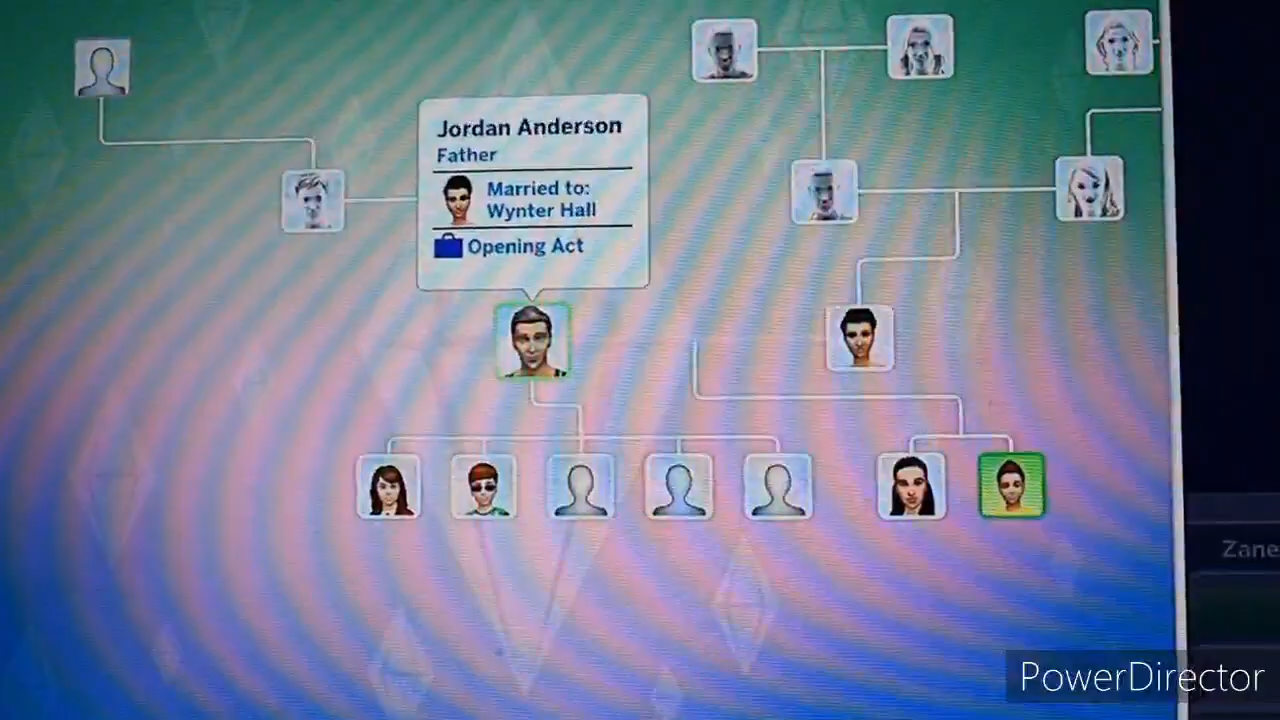 Jordan Anderson
Father
Married to:
Wynter Hall
Opening Act
Zane
PowerDirector